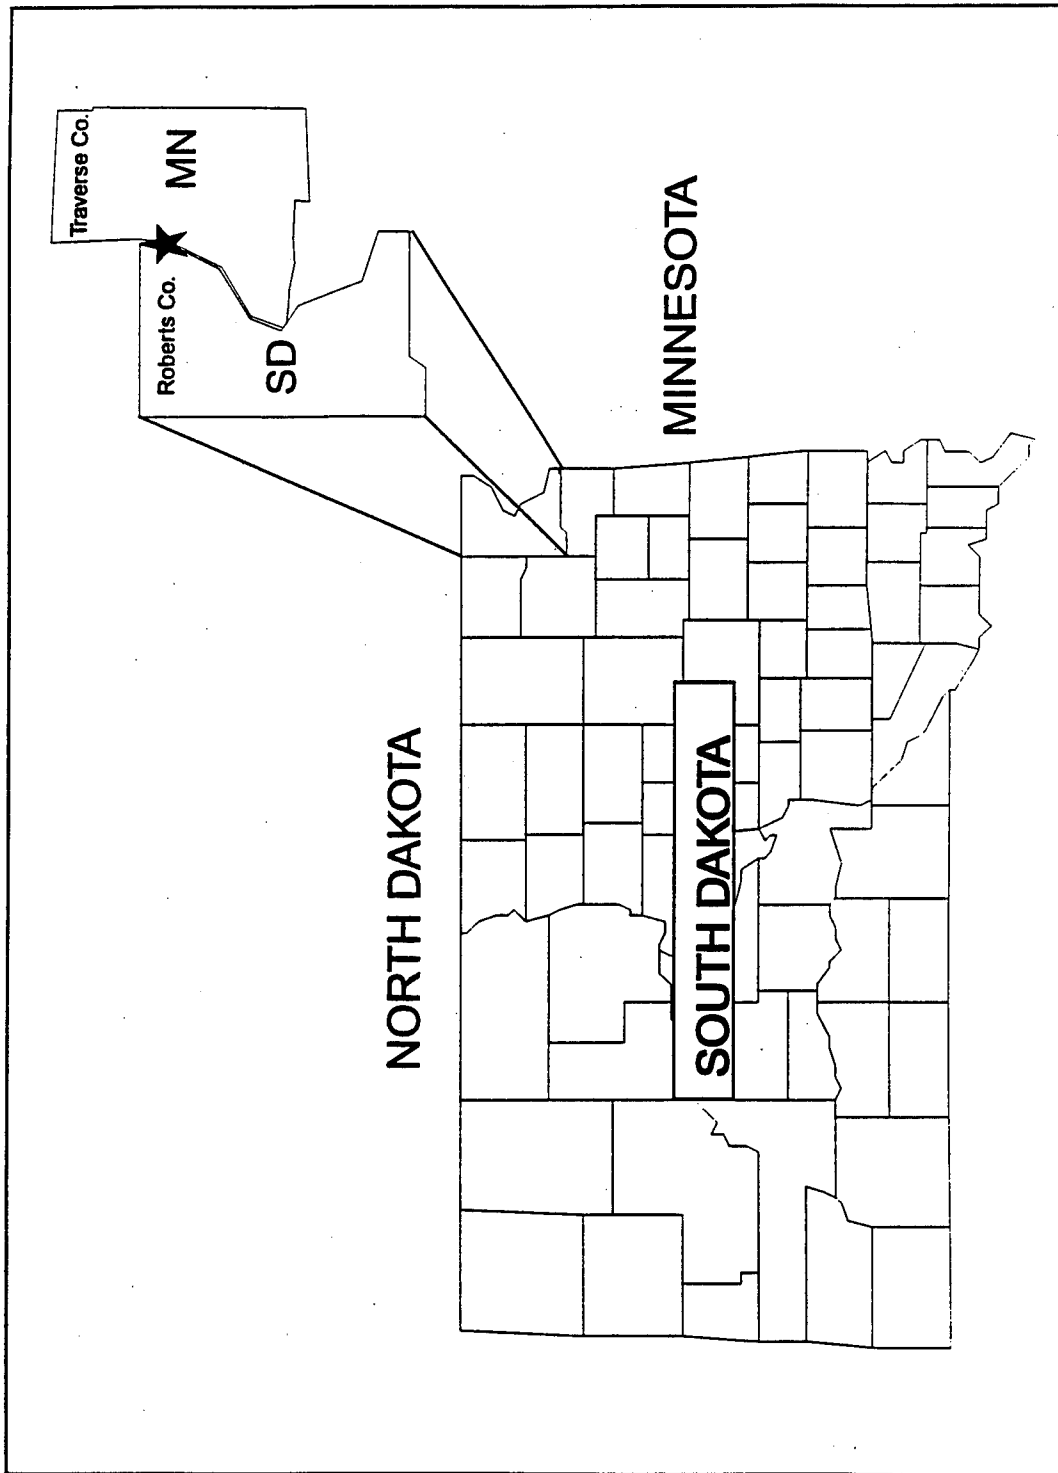 Traverse Co.
MN
Roberts Co.
SD
NORTH DAKOTA
MINNESOTA
SOUTH DAKOTA